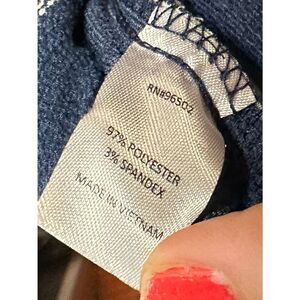 RN#96502
97% POLYESTER
3% SPANDEX
MADE IN VIETNAM